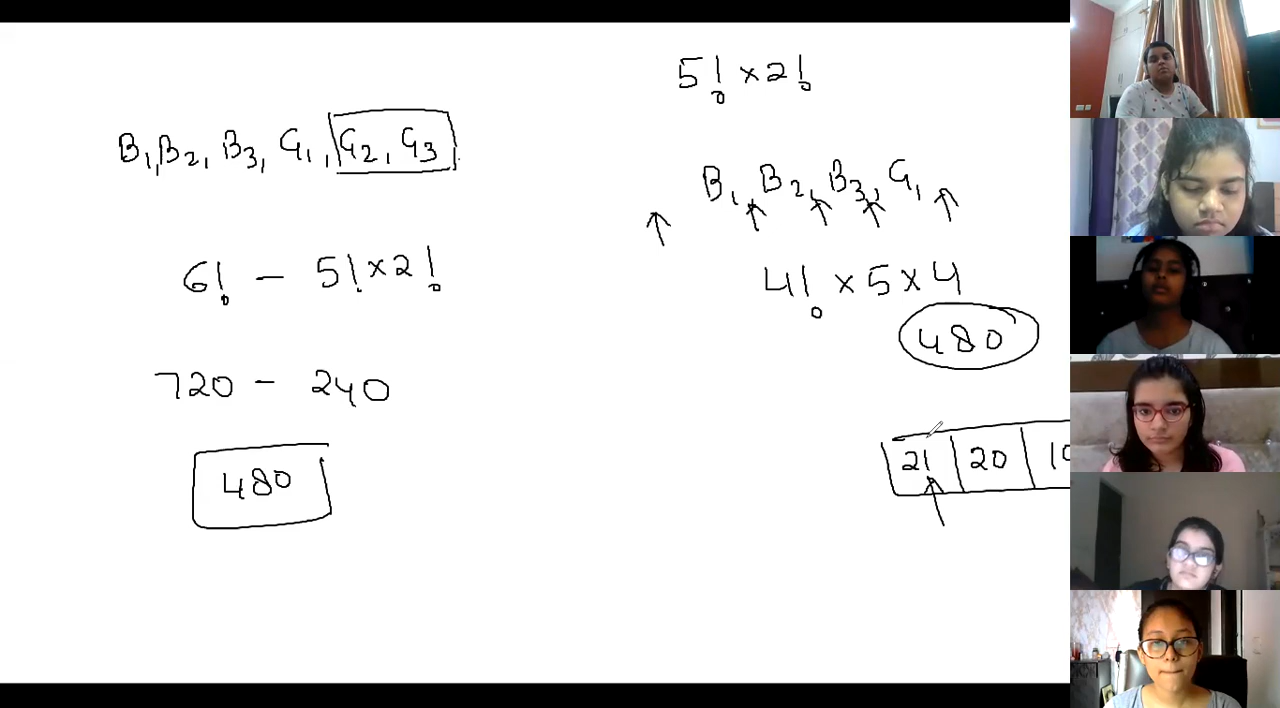 B1, B2, B3, G1, G2, G3
6! - 5! × 2!
720 - 240
480
5! × 2!
B1 B2, B3, G1
4! × 5 × 4
480
21 20 10